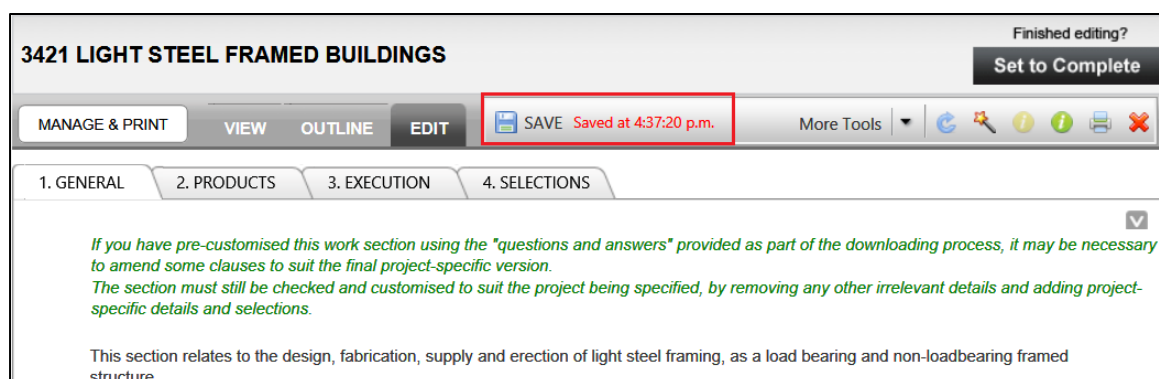 Finished editing?
3421 LIGHT STEEL FRAMED BUILDINGS
Set to Complete
MANAGE & PRINT VIEW OUTLINE EDIT SAVE Saved at 4:37:20 p.m. More Tools
1. GENERAL 2. PRODUCTS 3. EXECUTION 4. SELECTIONS
If you have pre-customised this work section using the "questions and answers" provided as part of the downloading process, it may be necessary
to amend some clauses to suit the final project-specific version.
The section must still be checked and customised to suit the project being specified, by removing any other irrelevant details and adding project-
specific details and selections.
This section relates to the design, fabrication, supply and erection of light steel framing, as a load bearing and non-loadbearing framed
structure